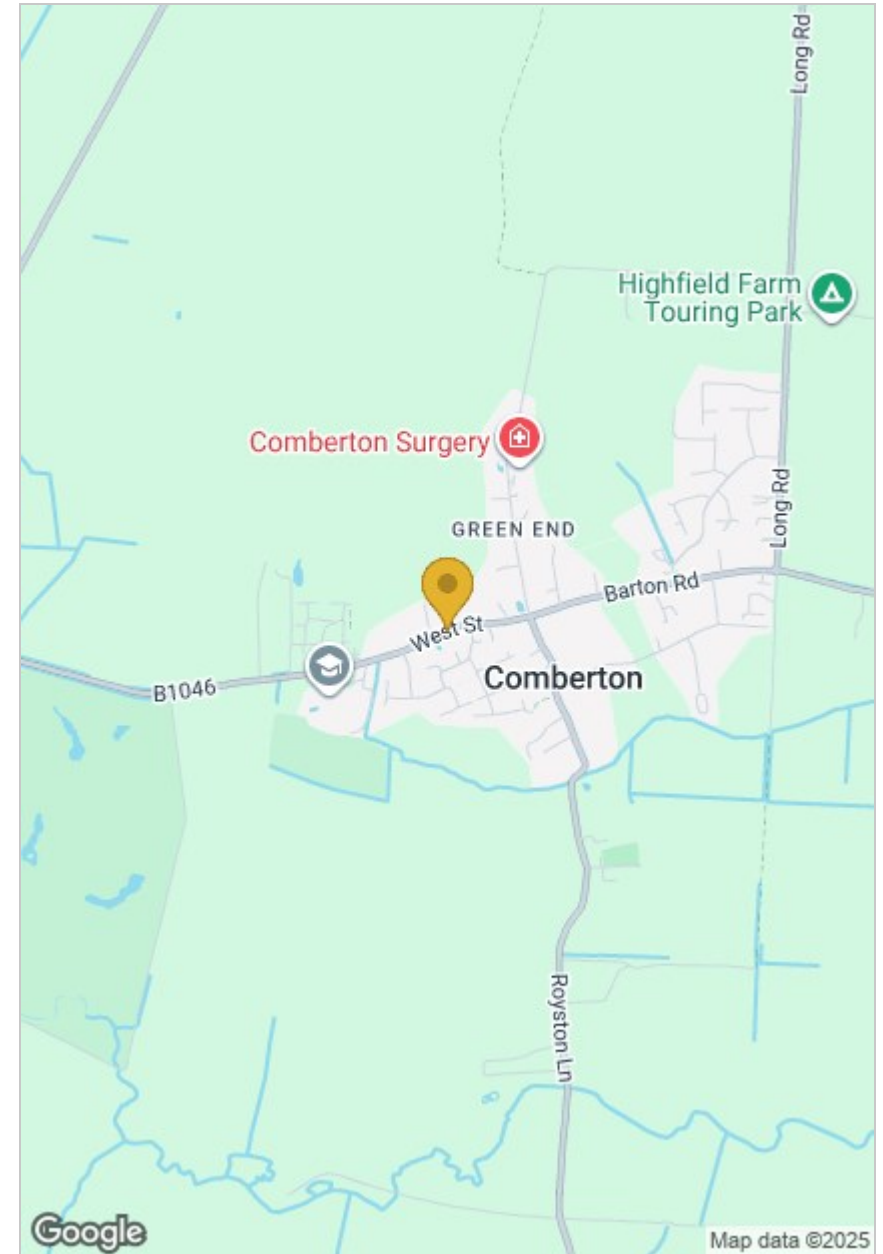 Long Rd
Highfield Farm
Touring Park
Comberton Surgery
GREEN END
Long Rd
Barton Rd
West St
Comberton
B1046
Royston Ln
Google
Map data ©2025